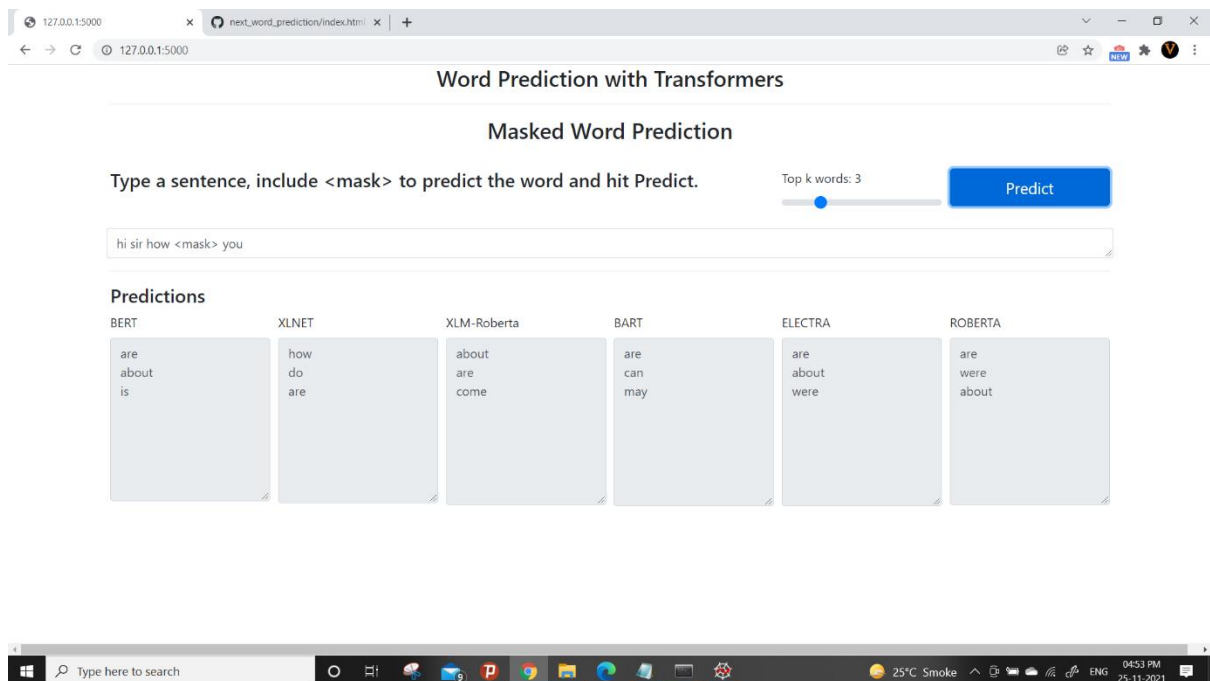 127.0.0.1:5000
next_word_prediction/index.html
127.0.0.1:5000
NEW
V
Word Prediction with Transformers
Masked Word Prediction
Type a sentence, include <mask> to predict the word and hit Predict.
Top k words: 3
Predict
hi sir how <mask> you
Predictions
BERT XLNET XLM-Roberta BART ELECTRA ROBERTA
are how about are are are
about do are can about were
is are come may were about
Type here to search
9
25°C Smoke
ENG
04:53 PM
25-11-2021